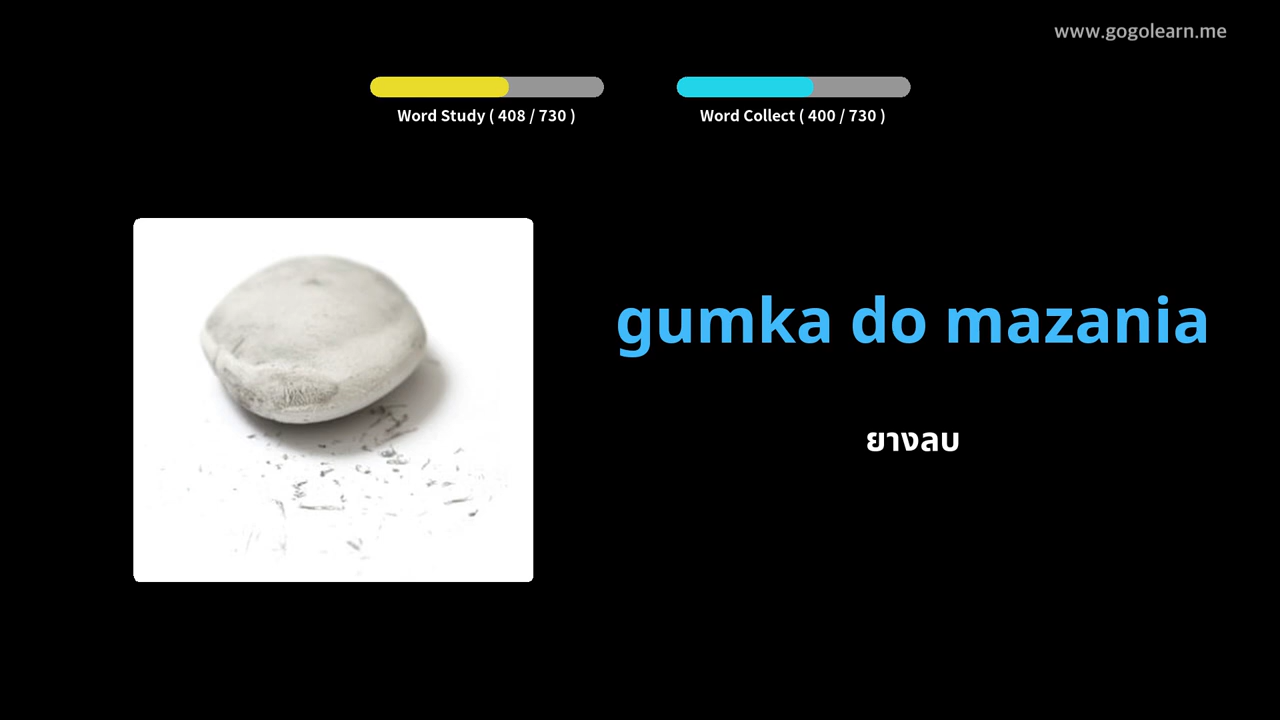 www.gogolearn.me
Word Study ( 408 / 730 )
Word Collect ( 400 / 730 )
gumka do mazania
ยางลบ